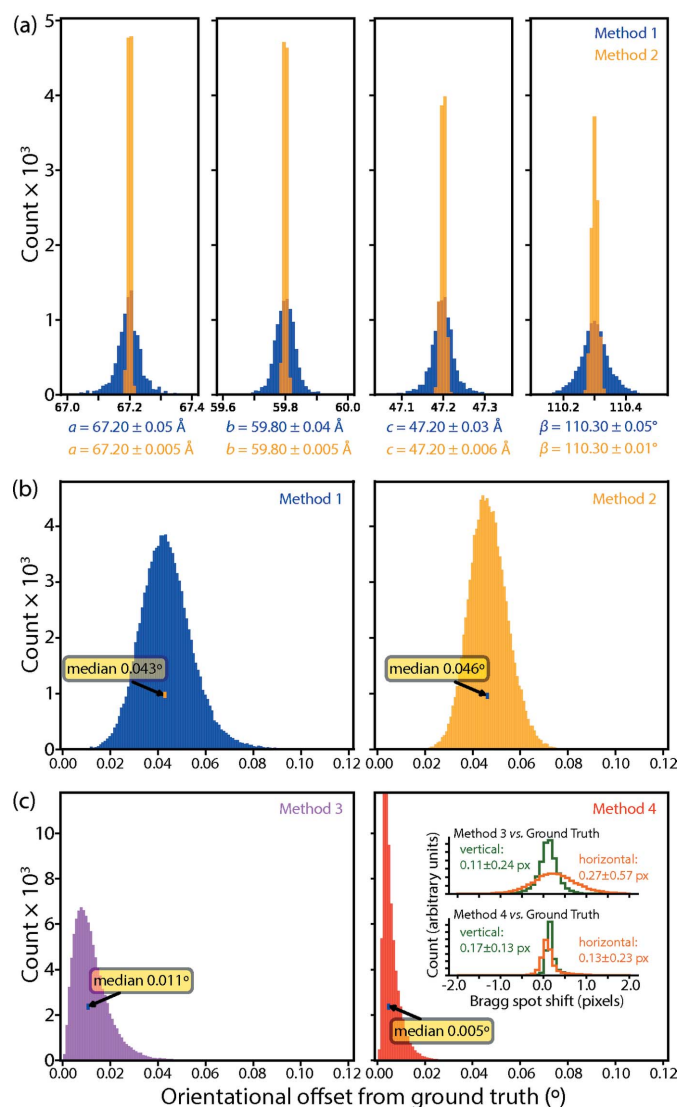 (a)
Method 1
Method 2
Count × 10³
5
4
3
2
1
0
67.0 67.2 67.4
59.6 59.8 60.0
47.1 47.2 47.3
110.2 110.4
a = 67.20 ± 0.05 Å
b = 59.80 ± 0.04 Å
c = 47.20 ± 0.03 Å
β = 110.30 ± 0.05°
a = 67.20 ± 0.005 Å
b = 59.80 ± 0.005 Å
c = 47.20 ± 0.006 Å
β = 110.30 ± 0.01°
(b)
Method 1
Method 2
Count × 10³
4
3
2
1
0
median 0.043º
median 0.046º
0.00 0.02 0.04 0.06 0.08 0.10 0.12
0.00 0.02 0.04 0.06 0.08 0.10 0.12
(c)
Method 3
Method 4
Count × 10³
10
8
6
4
2
0
median 0.011º
median 0.005º
Count (arbitrary units)
Method 3 vs. Ground Truth
vertical:
0.11±0.24 px
horizontal:
0.27±0.57 px
Method 4 vs. Ground Truth
vertical:
0.17±0.13 px
horizontal:
0.13±0.23 px
-2.0 -1.0 0.0 1.0 2.0
Bragg spot shift (pixels)
0.00 0.02 0.04 0.06 0.08 0.10 0.12
0.00 0.02 0.04 0.06 0.08 0.10 0.12
Orientational offset from ground truth (º)